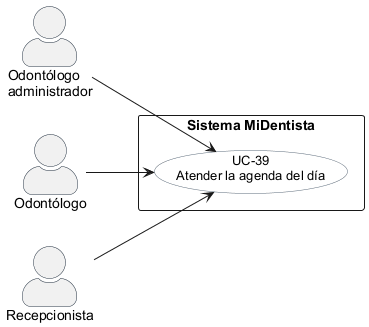 Odontólogo
administrador
Sistema MiDentista
UC-39
Atender la agenda del día
Odontólogo
Recepcionista